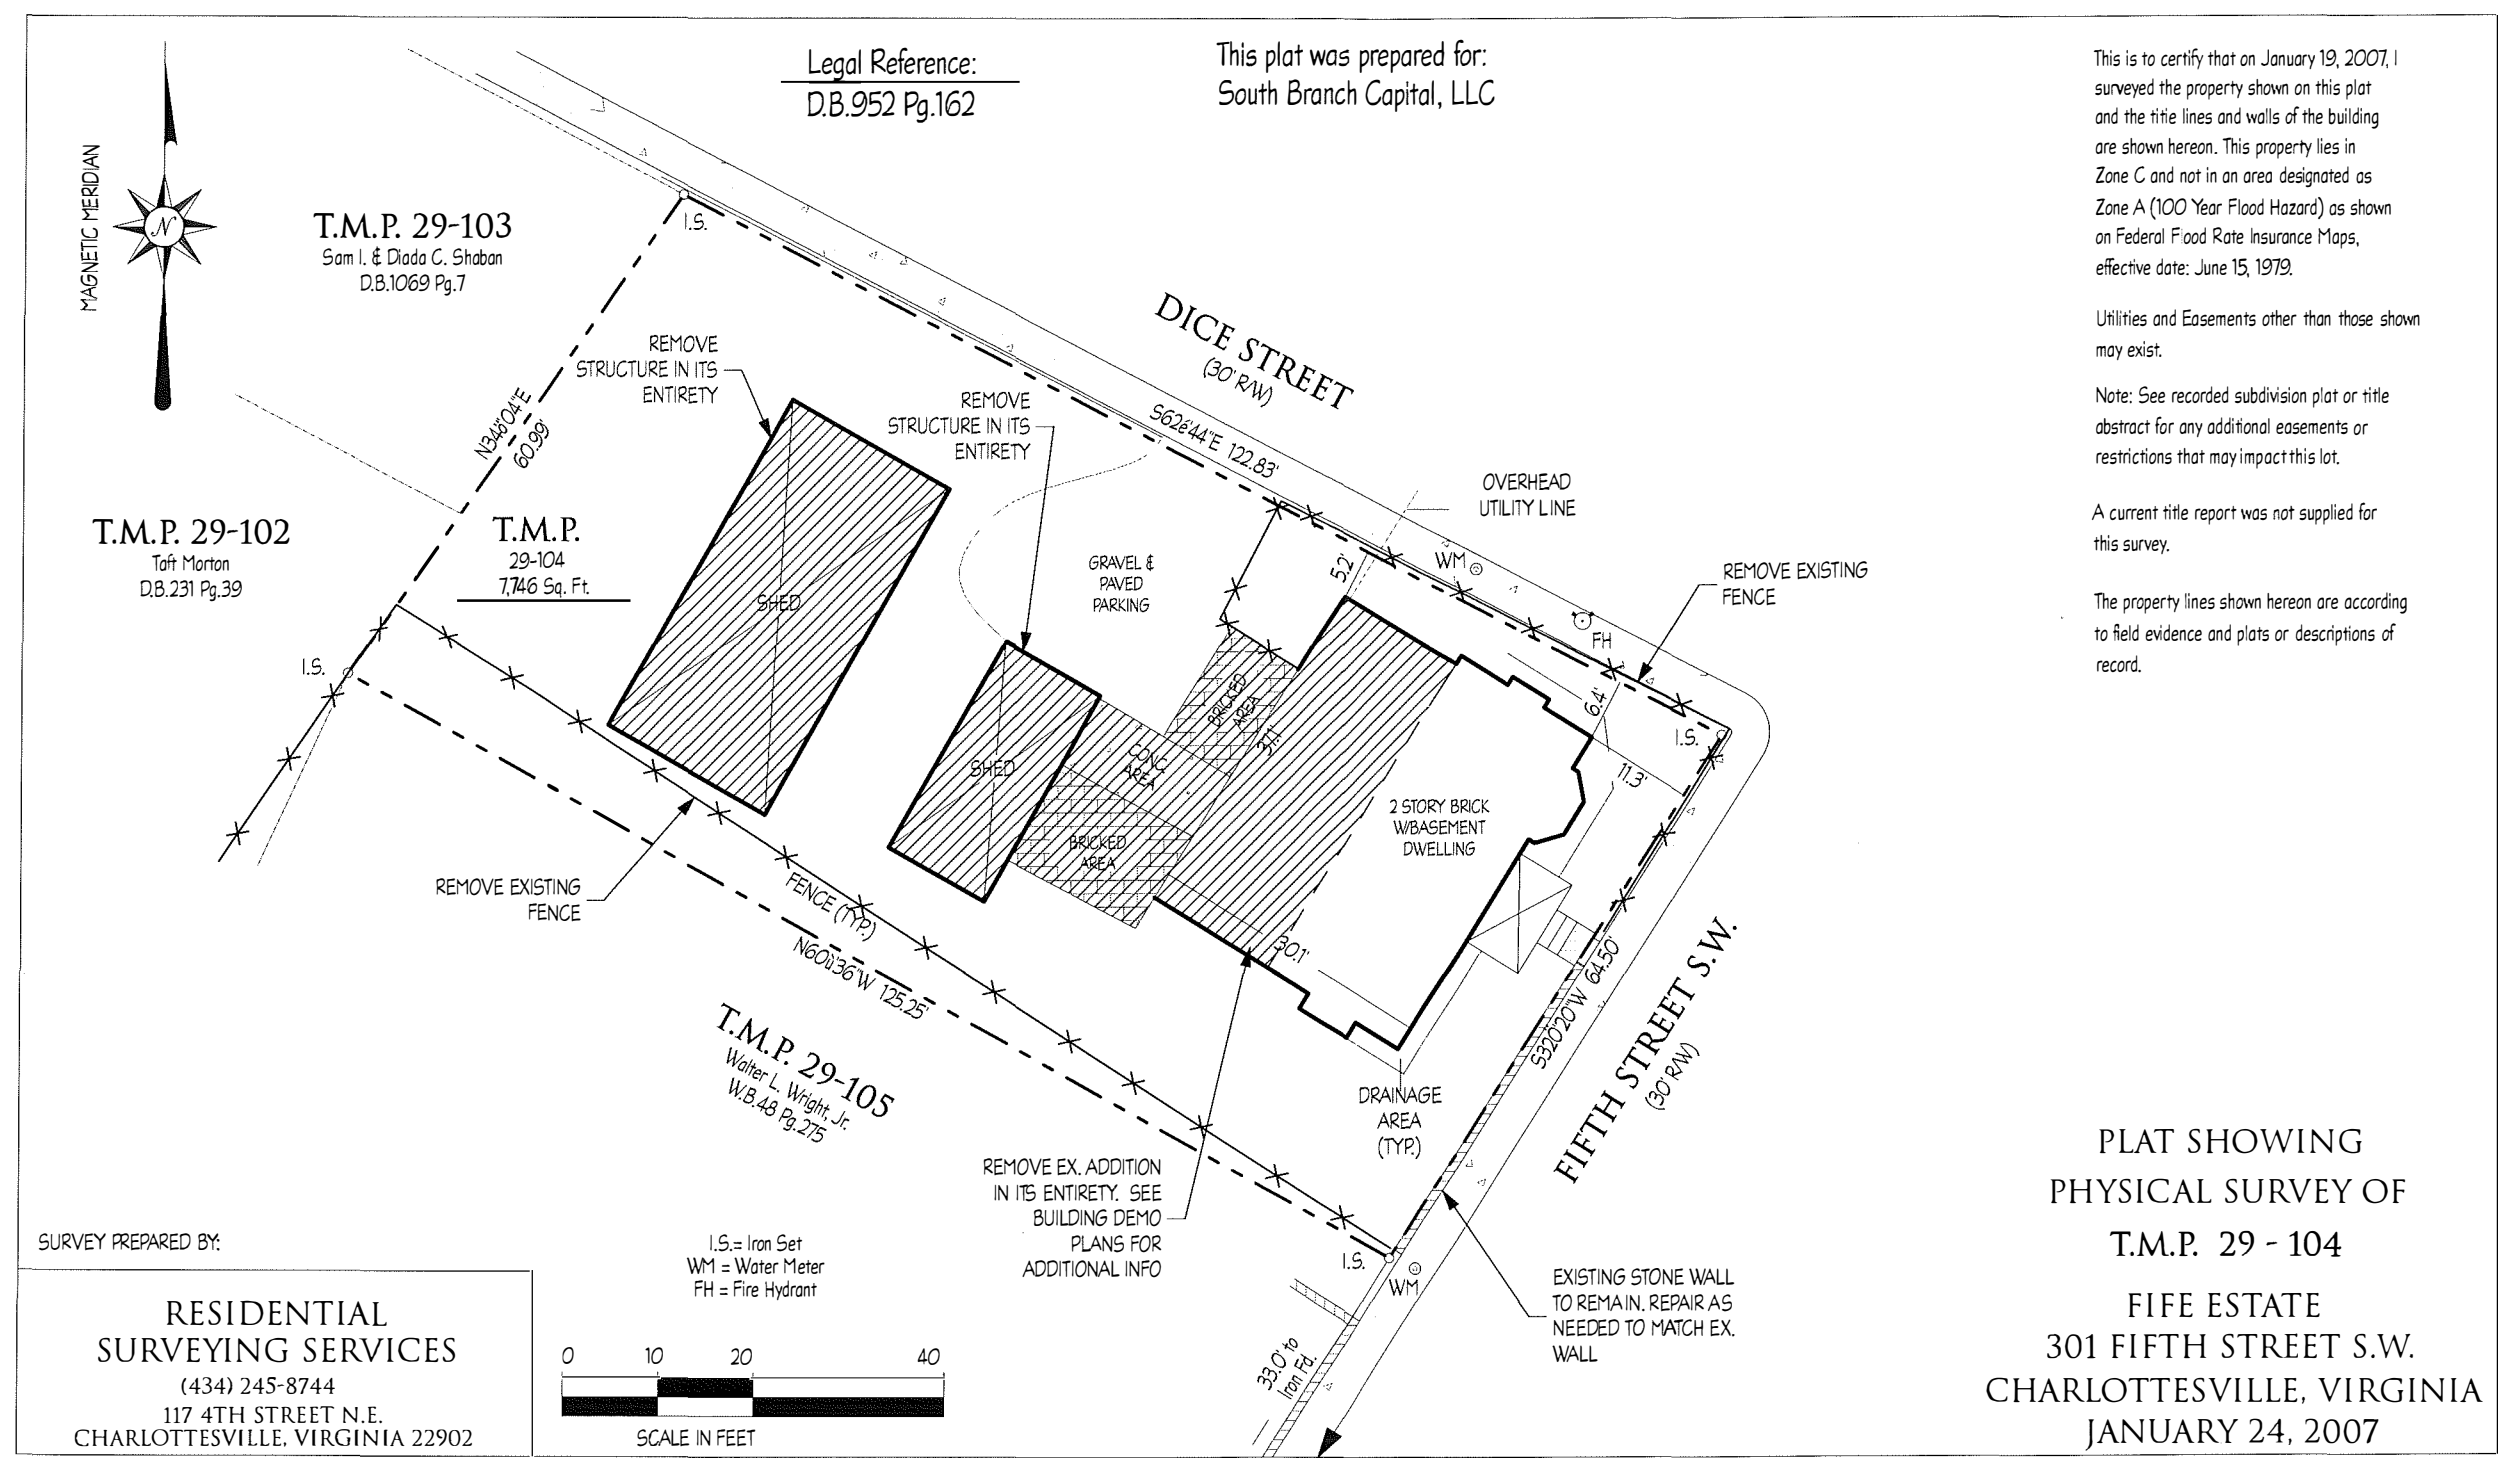 Legal Reference:
D.B.952 Pg.162
This plat was prepared for:
South Branch Capital, LLC
This is to certify that on January 19, 2007, I
surveyed the property shown on this plat
and the title lines and walls of the building
are shown hereon. This property lies in
Zone C and not in an area designated as
Zone A (100 Year Flood Hazard) as shown
on Federal Flood Rate Insurance Maps,
effective date: June 15, 1979.
Utilities and Easements other than those shown
may exist.
Note: See recorded subdivision plat or title
abstract for any additional easements or
restrictions that may impact this lot.
A current title report was not supplied for
this survey.
The property lines shown hereon are according
to field evidence and plats or descriptions of
record.
MAGNETIC MERIDIAN
N
T.M.P. 29-103
Sam I. & Diada C. Shaban
D.B.1069 Pg.7
I.S.
DICE STREET
(30' R/W)
REMOVE
STRUCTURE IN ITS
ENTIRETY
REMOVE
STRUCTURE IN ITS
ENTIRETY
60.99'
122.83'
OVERHEAD
UTILITY LINE
T.M.P. 29-102
Taft Morton
D.B.231 Pg.39
T.M.P.
29-104
7,746 Sq. Ft.
SHED
GRAVEL &
PAVED
PARKING
5.2'
WM
REMOVE EXISTING
FENCE
FH
I.S.
BRICKED
AREA
37.1'
6.4'
I.S.
11.3'
SHED
CONC
AREA
2 STORY BRICK
W/BASEMENT
DWELLING
BRICKED
AREA
REMOVE EXISTING
FENCE
FENCE (TYP.)
30.1'
125.25'
64.50'
FIFTH STREET S.W.
(30' R/W)
T.M.P. 29-105
Walter L. Wright, Jr.
W.B.48 Pg.275
DRAINAGE
AREA
(TYP.)
REMOVE EX. ADDITION
IN ITS ENTIRETY. SEE
BUILDING DEMO
PLANS FOR
ADDITIONAL INFO
I.S.
WM
EXISTING STONE WALL
TO REMAIN. REPAIR AS
NEEDED TO MATCH EX.
WALL
33.0' to
Iron Fd.
I.S.= Iron Set
WM = Water Meter
FH = Fire Hydrant
0 10 20 40
SCALE IN FEET
SURVEY PREPARED BY:
RESIDENTIAL
SURVEYING SERVICES
(434) 245-8744
117 4TH STREET N.E.
CHARLOTTESVILLE, VIRGINIA 22902
PLAT SHOWING
PHYSICAL SURVEY OF
T.M.P. 29 - 104
FIFE ESTATE
301 FIFTH STREET S.W.
CHARLOTTESVILLE, VIRGINIA
JANUARY 24, 2007